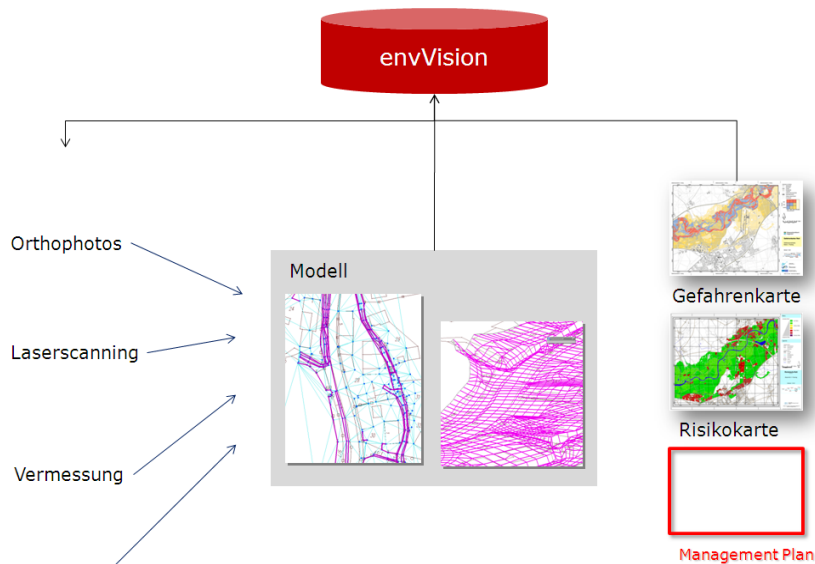 envVision
Orthophotos
Laserscanning
Vermessung
Modell
Gefahrenkarte
Risikokarte
Management Plan